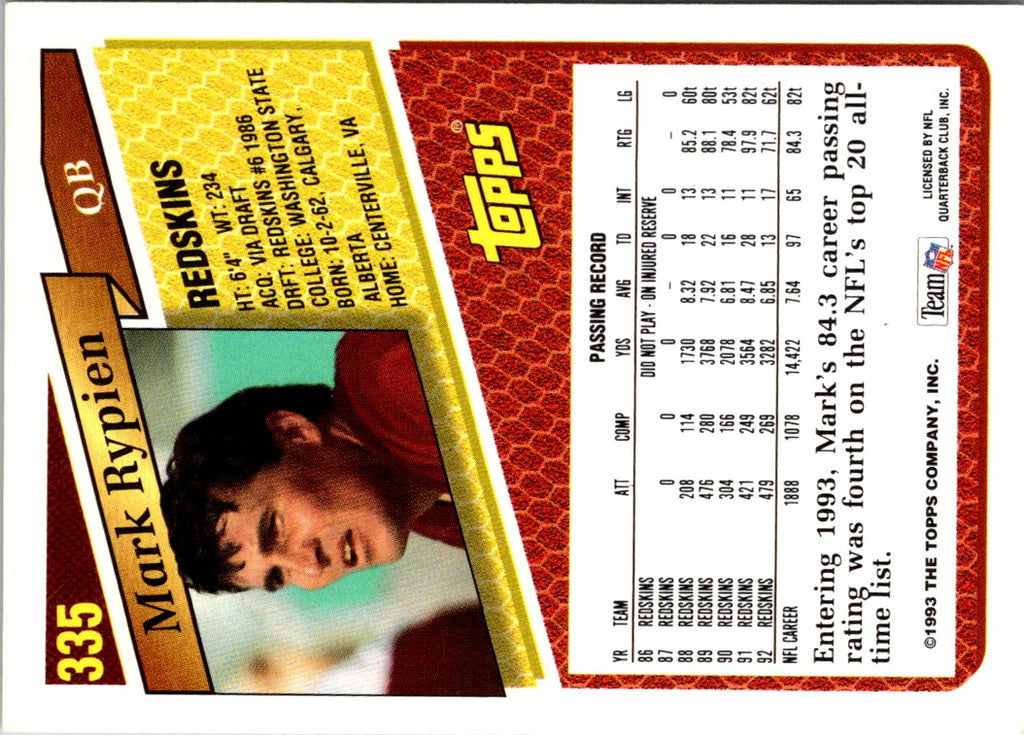 335
Mark Rypien
QB
REDSKINS
HT: 6'4" WT: 234
ACQ: VIA DRAFT
DRFT: REDSKINS #6 1986
COLLEGE: WASHINGTON STATE
BORN: 10-2-62, CALGARY,
ALBERTA
HOME: CENTERVILLE, VA
TOPPS®
PASSING RECORD
YR TEAM ATT COMP YDS AVG TD INT RTG LG
86 REDSKINS DID NOT PLAY - ON INJURED RESERVE
87 REDSKINS 0 0 0 – 0 0 – 0
88 REDSKINS 208 114 1730 8.32 18 13 85.2 60t
89 REDSKINS 476 280 3768 7.92 22 13 88.1 80t
90 REDSKINS 304 166 2078 6.81 16 11 78.4 53t
91 REDSKINS 421 249 3564 8.47 28 11 97.9 82t
92 REDSKINS 479 269 3282 6.85 13 17 71.7 62t
NFL CAREER 1888 1078 14,422 7.64 97 65 84.3 82t
Entering 1993, Mark's 84.3 career passing
rating was fourth on the NFL's top 20 all-
time list.
©1993 THE TOPPS COMPANY, INC.
Team NFL
LICENSED BY NFL
QUARTERBACK CLUB, INC.